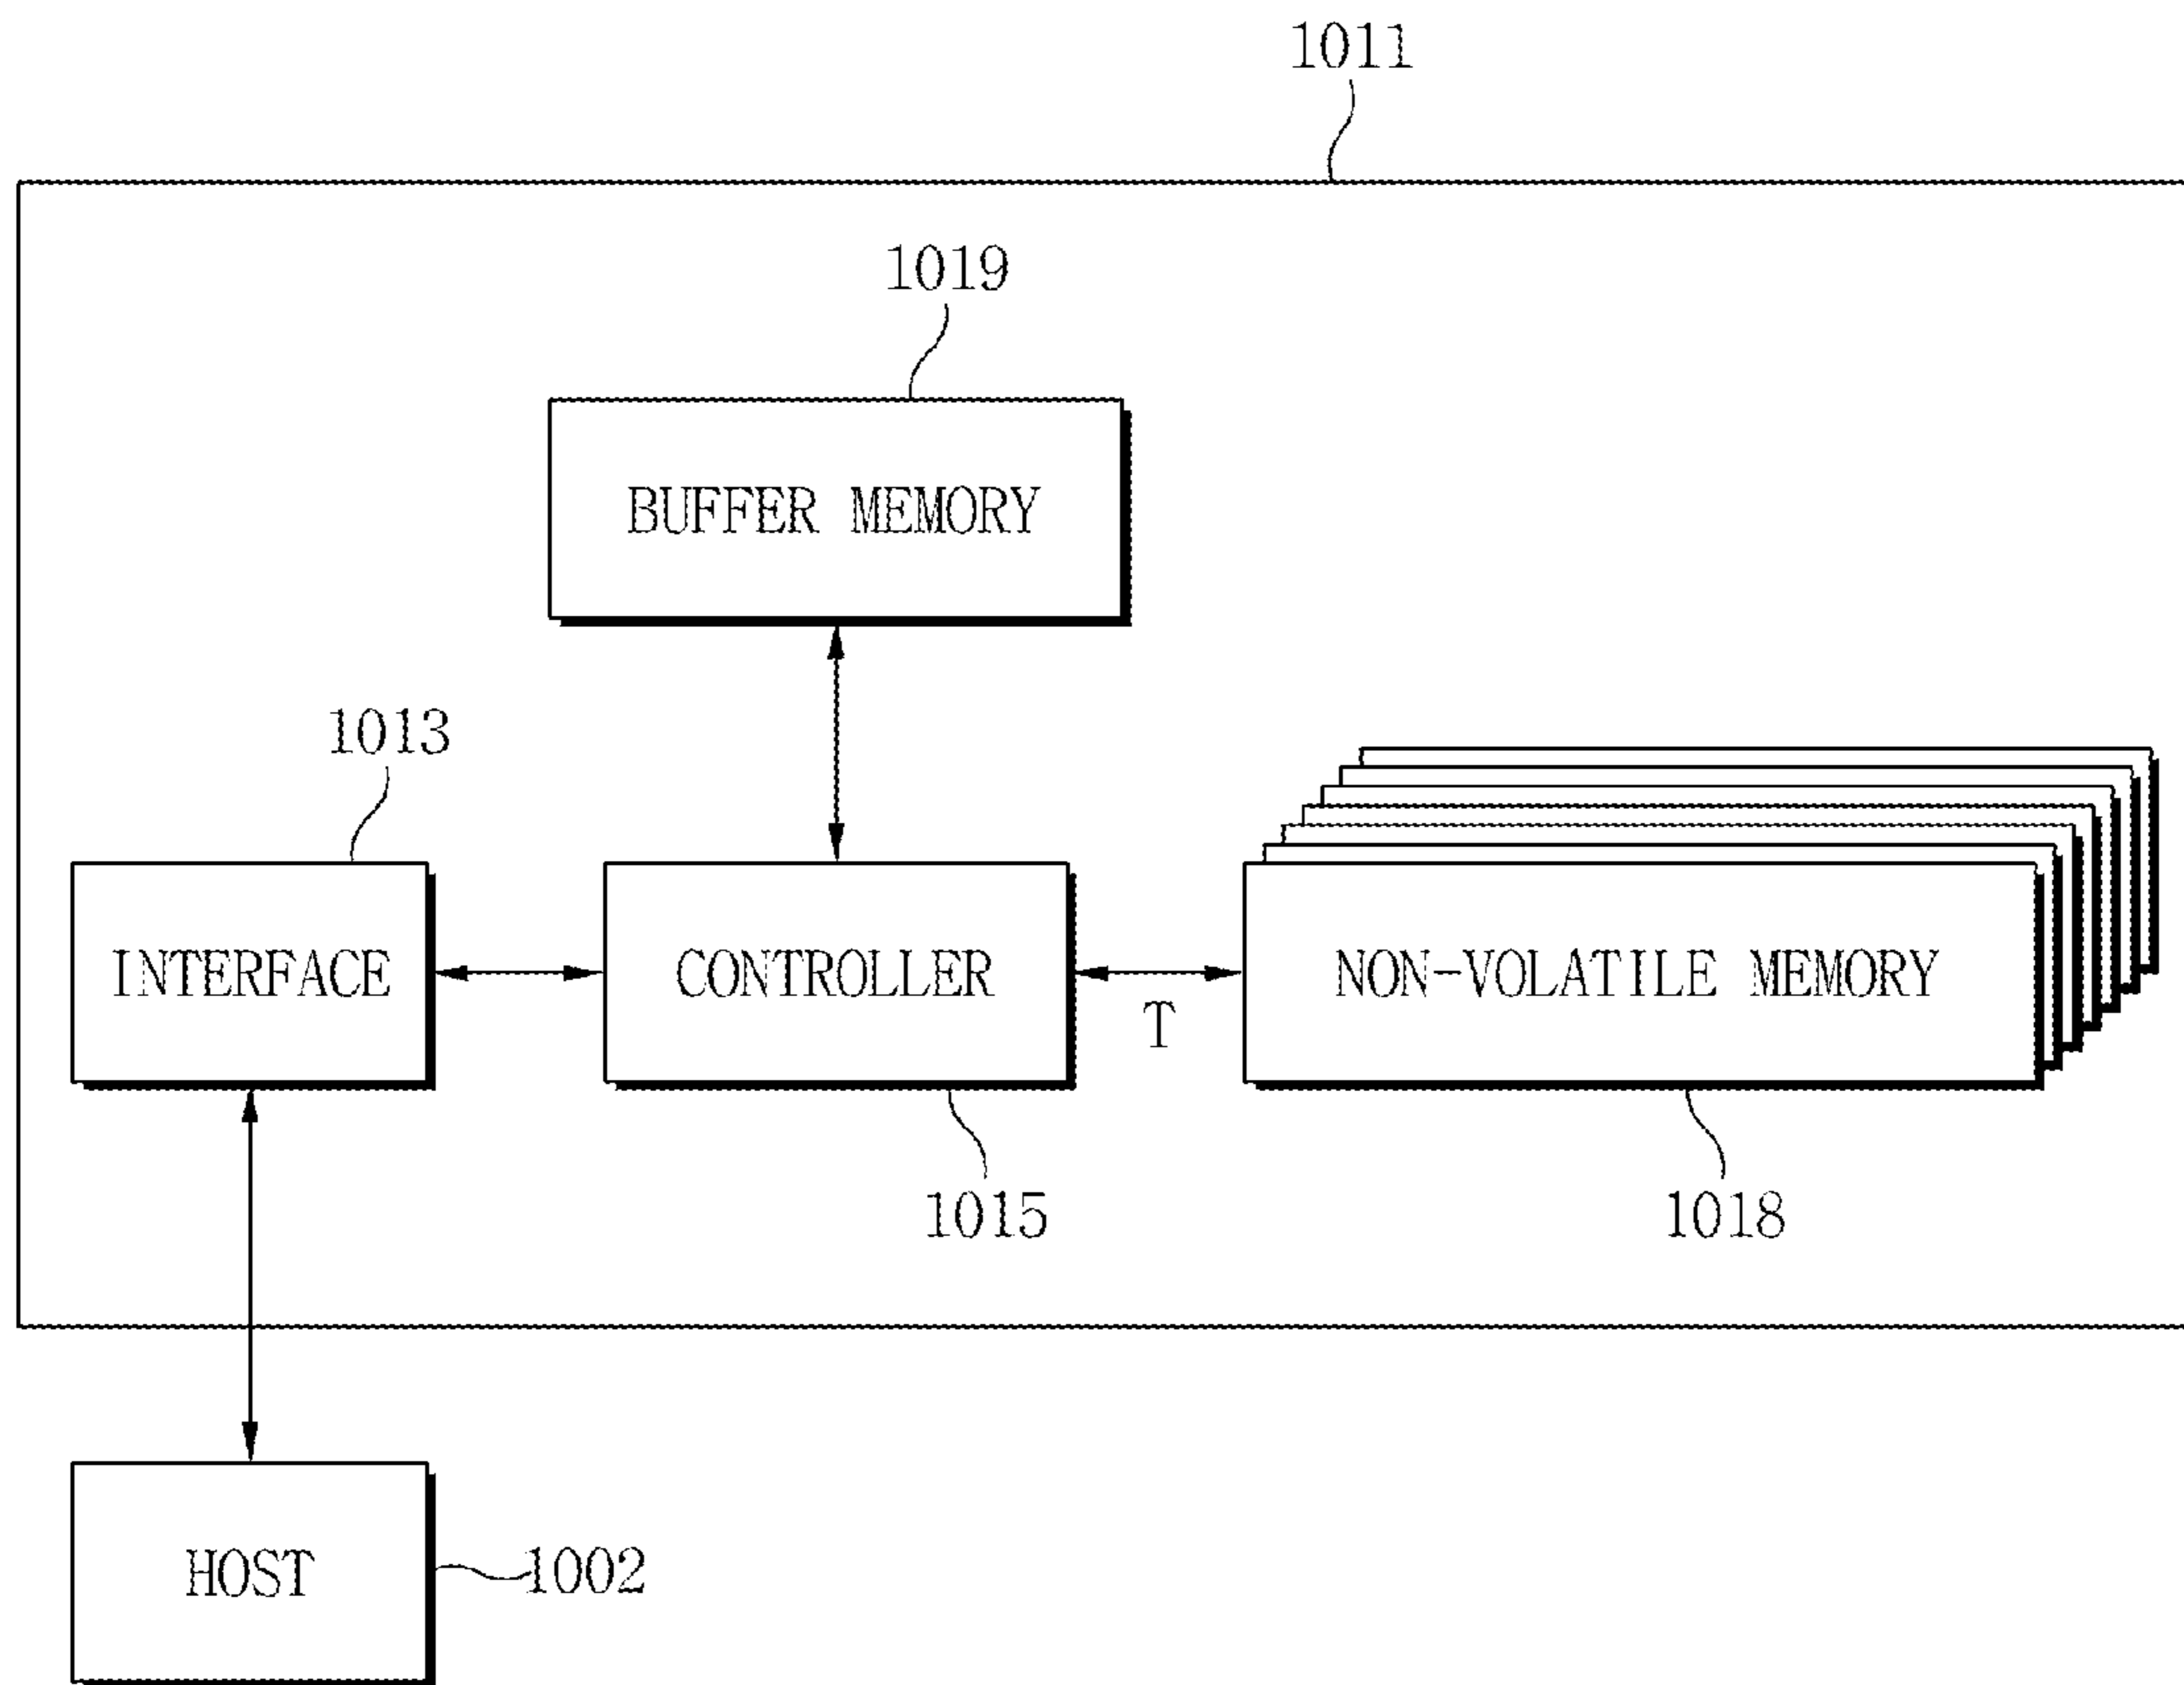 1011
1019
BUFFER MEMORY
1013
INTERFACE
CONTROLLER
T
NON-VOLATILE MEMORY
1015
1018
HOST
1002